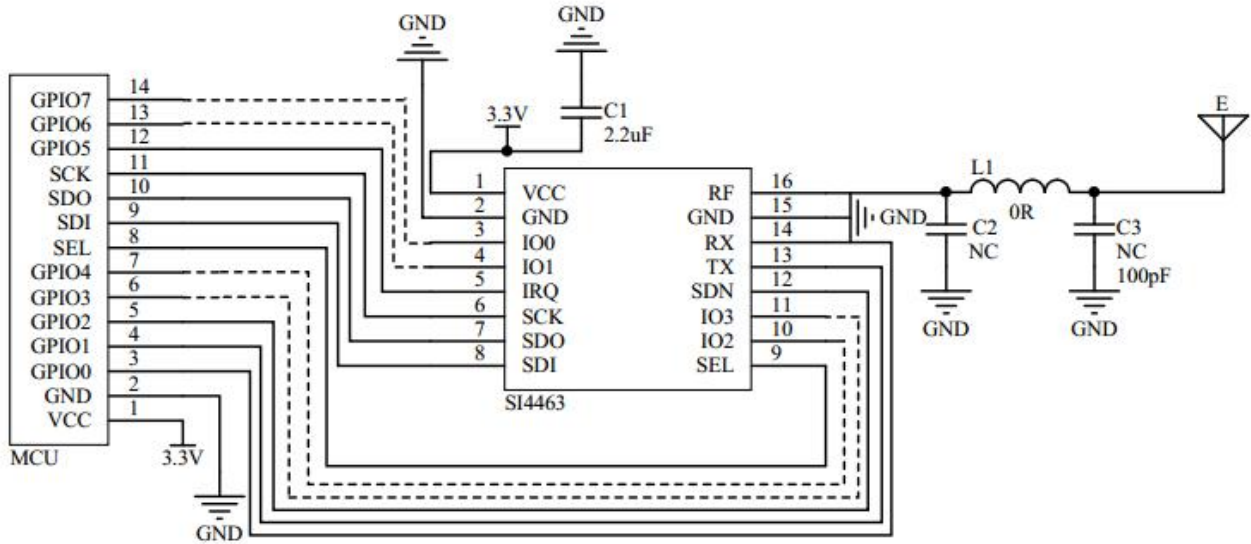 GND
GND
C1
2.2uF
3.3V
E
GPIO7 14
GPIO6 13
GPIO5 12
SCK 11
SDO 10
SDI 9
SEL 8
GPIO4 7
GPIO3 6
GPIO2 5
GPIO1 4
GPIO0 3
GND 2
VCC 1
MCU
3.3V
GND
1 VCC
2 GND
3 IO0
4 IO1
5 IRQ
6 SCK
7 SDO
8 SDI
RF 16
GND 15
RX 14
TX 13
SDN 12
IO3 11
IO2 10
SEL 9
SI4463
GND
L1
0R
C2
NC
GND
C3
NC
100pF
GND